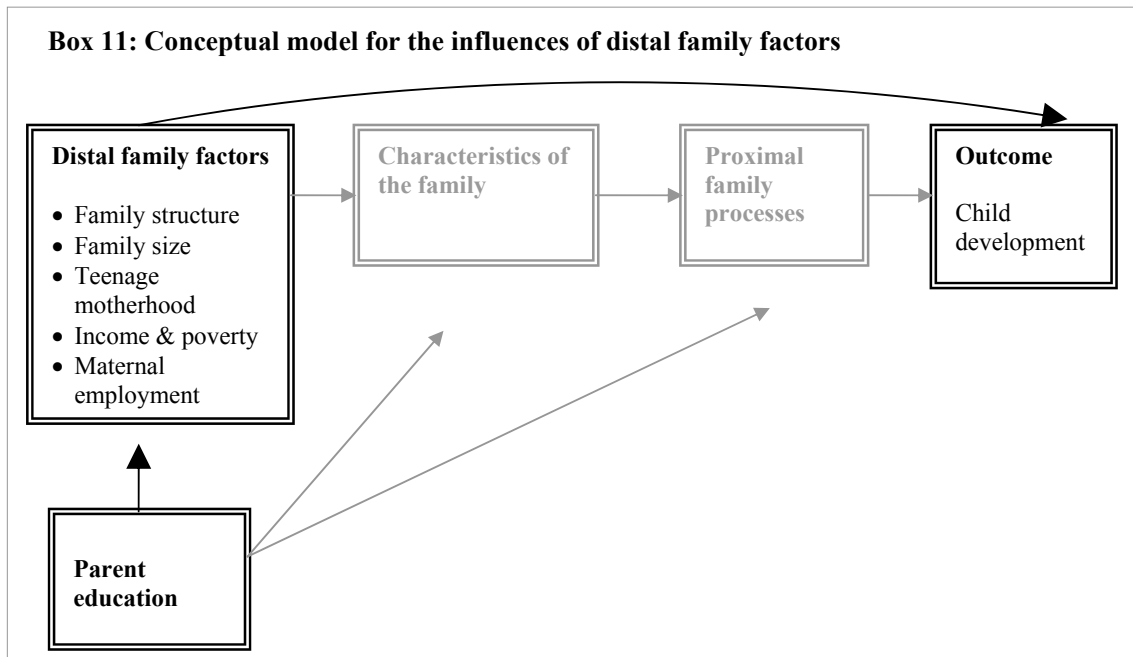 Box 11: Conceptual model for the influences of distal family factors
Distal family factors
• Family structure
• Family size
• Teenage
motherhood
• Income & poverty
• Maternal
employment
Characteristics of
the family
Proximal
family
processes
Outcome
Child
development
Parent
education